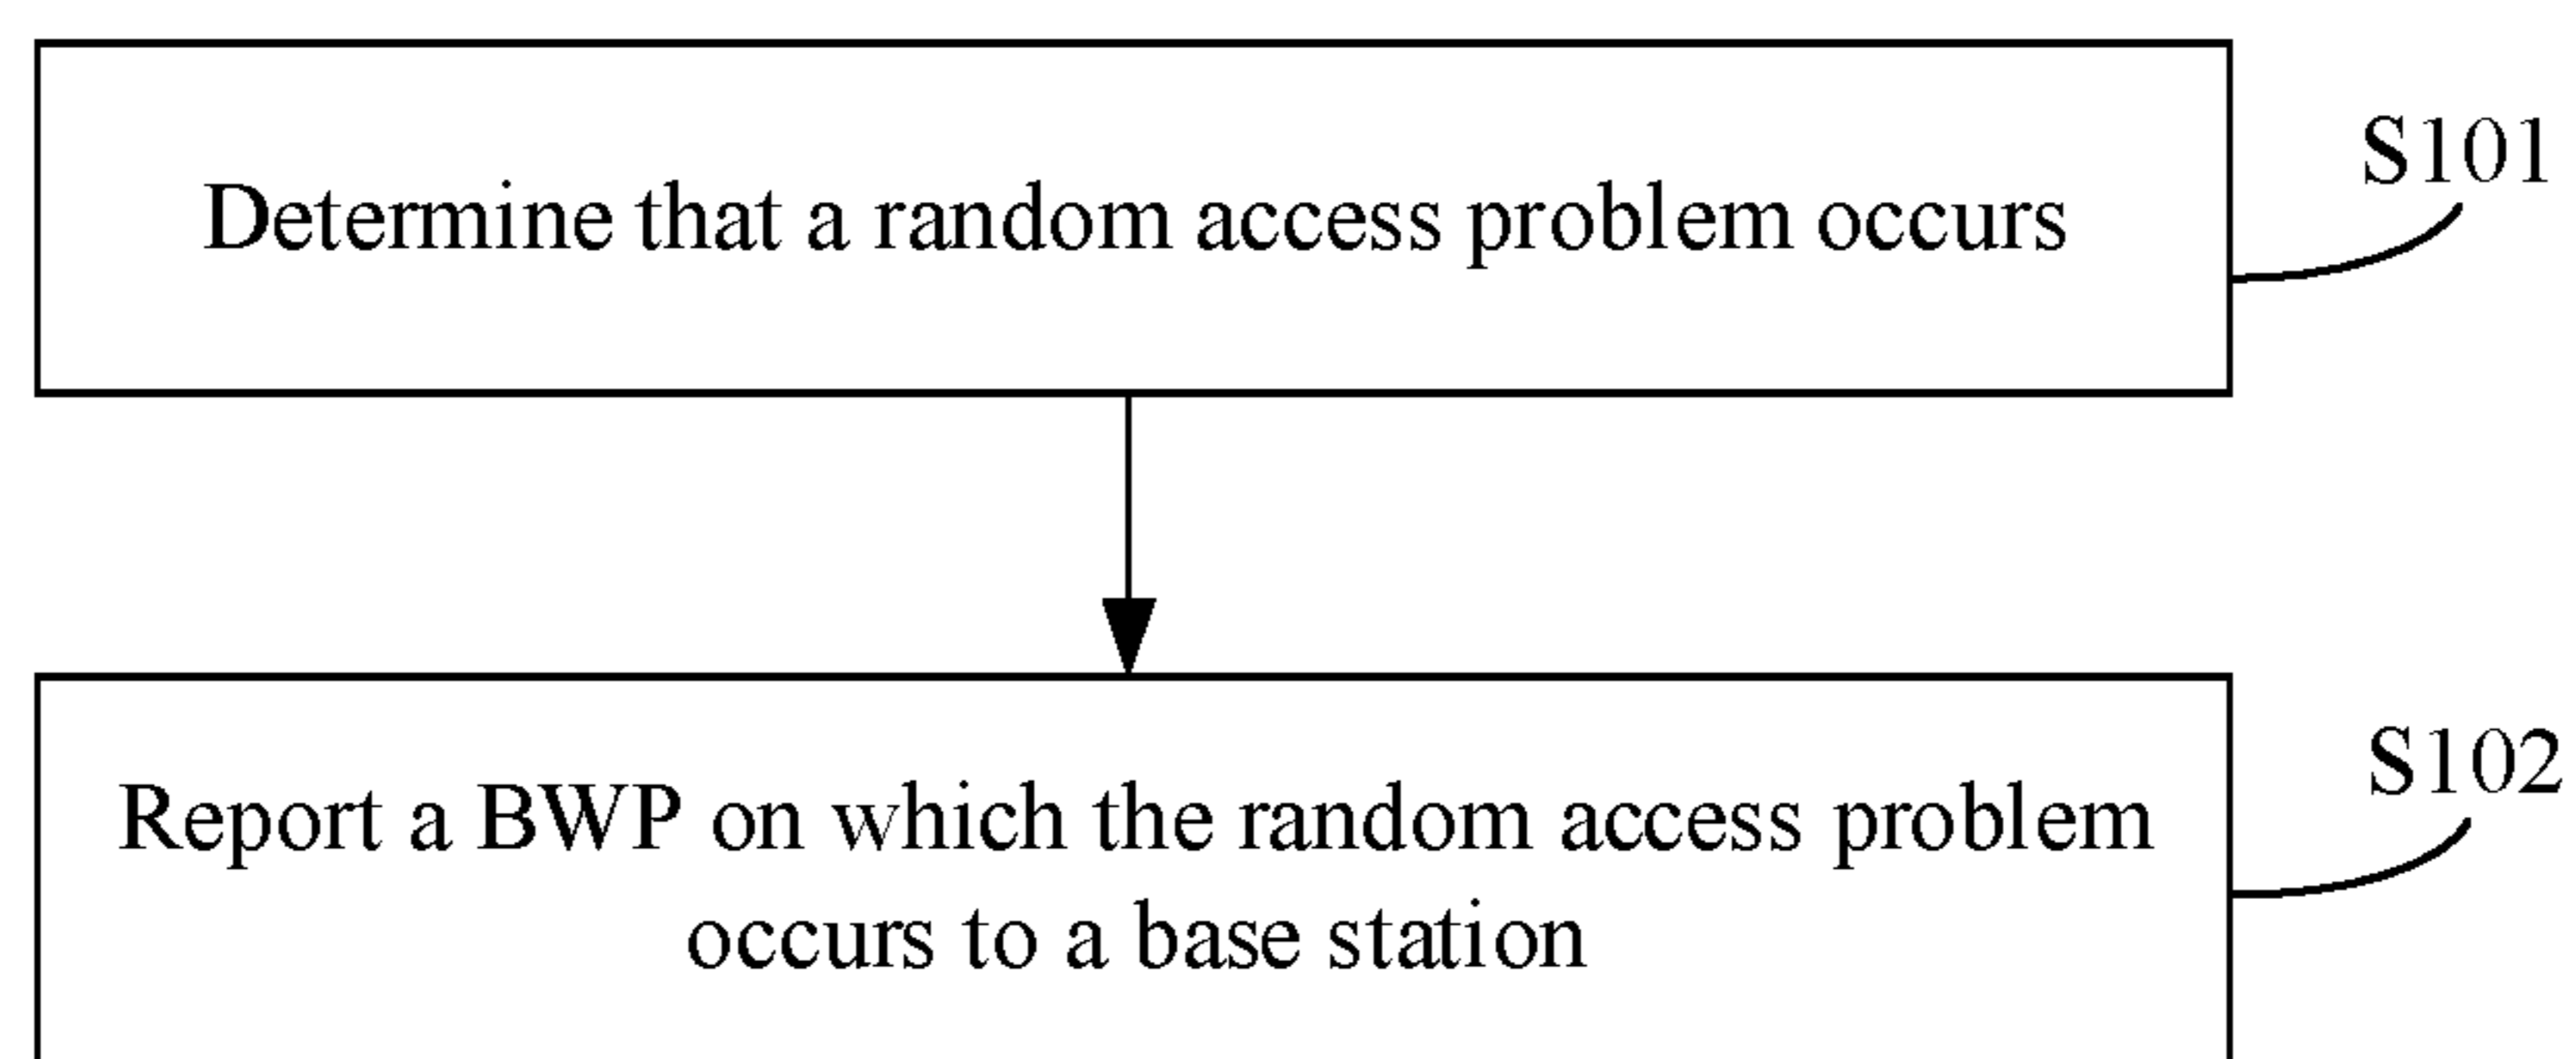 Determine that a random access problem occurs
S101
Report a BWP on which the random access problem
occurs to a base station
S102